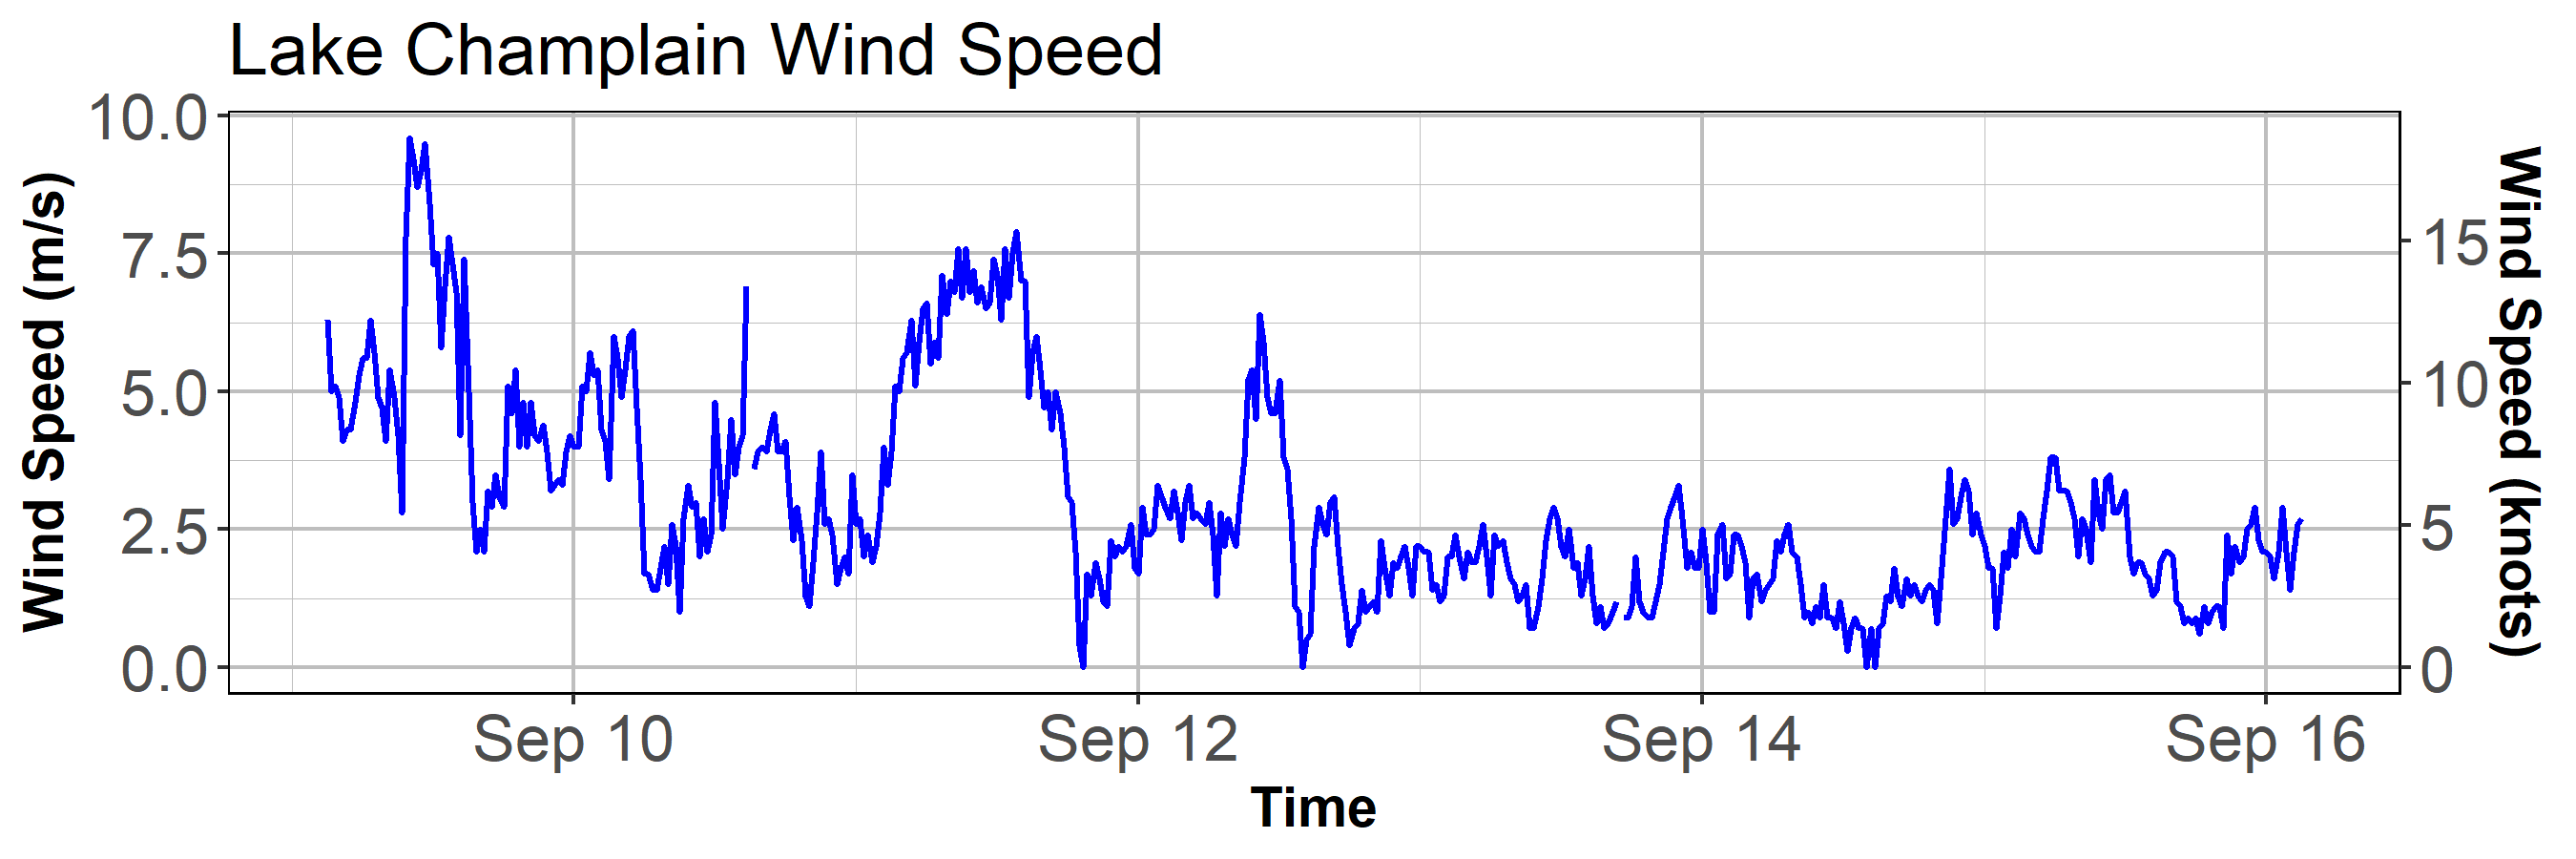 Lake Champlain Wind Speed
10.0
7.5
5.0
2.5
0.0
Wind Speed (m/s)
15
10
5
0
Wind Speed (knots)
Sep 10
Sep 12
Sep 14
Sep 16
Time